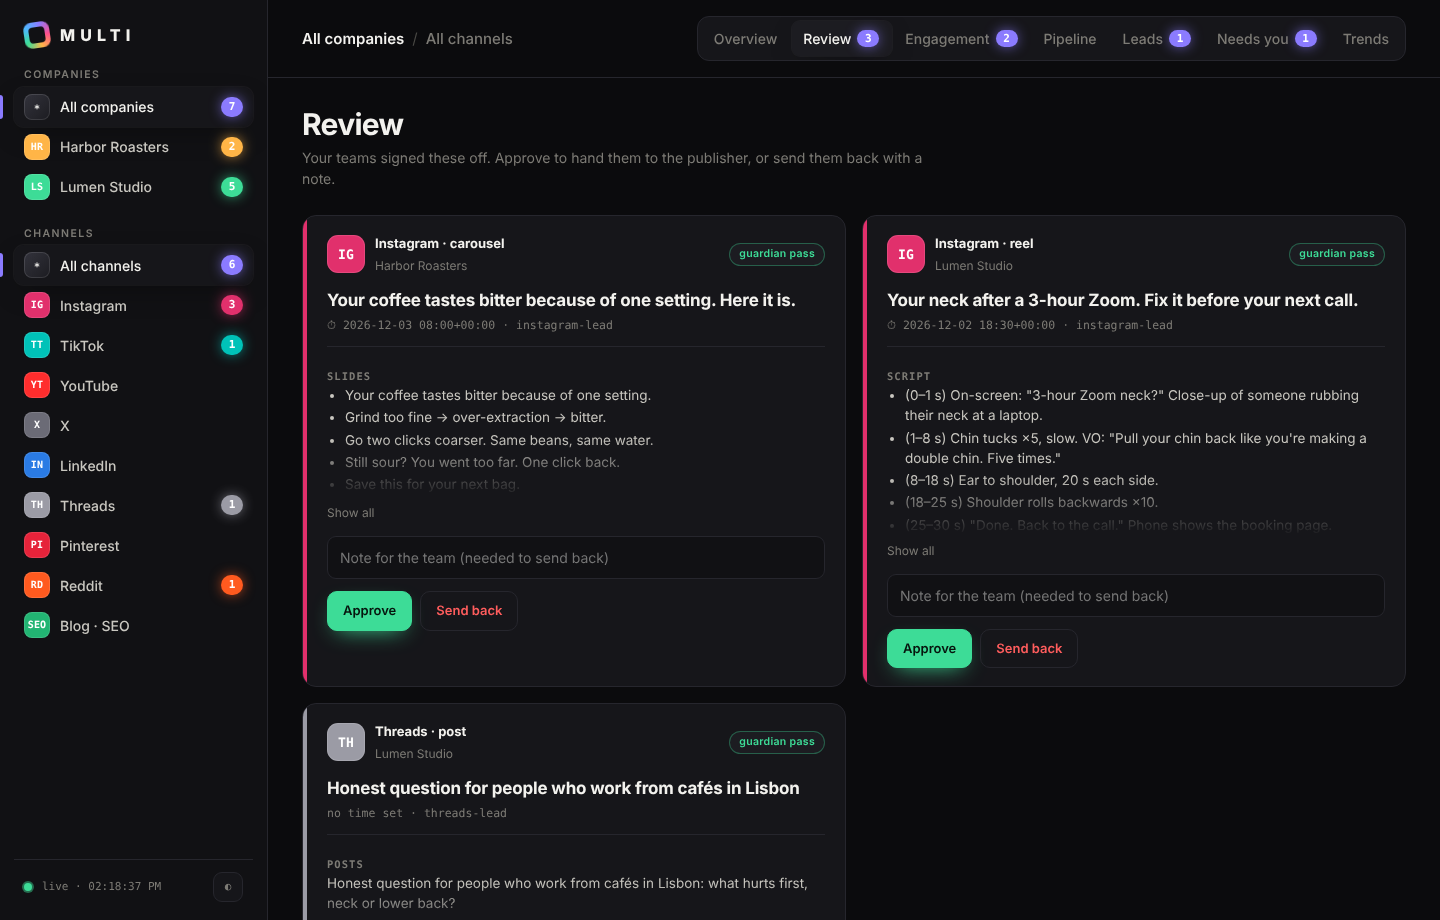 MULTI
COMPANIES
All companies 7
HR Harbor Roasters 2
LS Lumen Studio 5
CHANNELS
All channels 6
IG Instagram 3
TT TikTok 1
YT YouTube
X X
IN LinkedIn
TH Threads 1
PI Pinterest
RD Reddit 1
SEO Blog · SEO
live · 02:18:37 PM
All companies / All channels
Overview Review 3 Engagement 2 Pipeline Leads 1 Needs you 1 Trends
Review
Your teams signed these off. Approve to hand them to the publisher, or send them back with a
note.
IG Instagram · carousel
Harbor Roasters
guardian pass
Your coffee tastes bitter because of one setting. Here it is.
⏱ 2026-12-03 08:00+00:00 · instagram-lead
SLIDES
• Your coffee tastes bitter because of one setting.
• Grind too fine → over-extraction → bitter.
• Go two clicks coarser. Same beans, same water.
• Still sour? You went too far. One click back.
• Save this for your next bag.
Show all
Note for the team (needed to send back)
Approve Send back
IG Instagram · reel
Lumen Studio
guardian pass
Your neck after a 3-hour Zoom. Fix it before your next call.
⏱ 2026-12-02 18:30+00:00 · instagram-lead
SCRIPT
• (0–1 s) On-screen: "3-hour Zoom neck?" Close-up of someone rubbing
their neck at a laptop.
• (1–8 s) Chin tucks ×5, slow. VO: "Pull your chin back like you're making a
double chin. Five times."
• (8–18 s) Ear to shoulder, 20 s each side.
• (18–25 s) Shoulder rolls backwards ×10.
• (25–30 s) "Done. Back to the call." Phone shows the booking page.
Show all
Note for the team (needed to send back)
Approve Send back
TH Threads · post
Lumen Studio
guardian pass
Honest question for people who work from cafés in Lisbon
no time set · threads-lead
POSTS
Honest question for people who work from cafés in Lisbon: what hurts first,
neck or lower back?